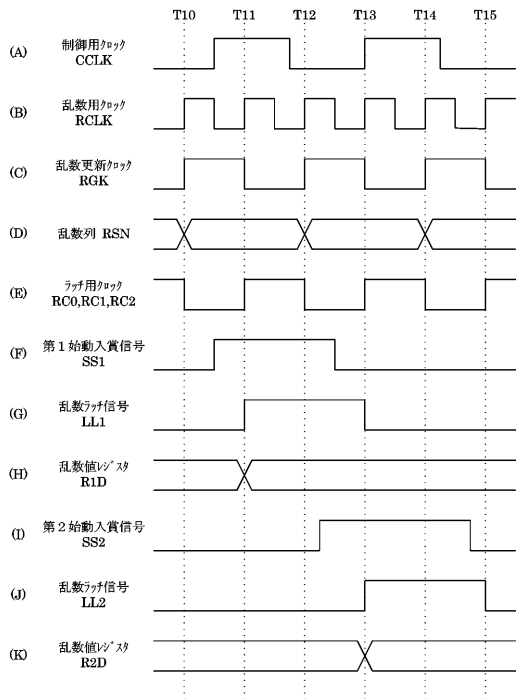 T10 T11 T12 T13 T14 T15
(A) 制御用クロック
CCLK
(B) 乱数用クロック
RCLK
(C) 乱数更新クロック
RGK
(D) 乱数列 RSN
(E) ラッチ用クロック
RC0,RC1,RC2
(F) 第１始動入賞信号
SS1
(G) 乱数ラッチ信号
LL1
(H) 乱数値レジスタ
R1D
(I) 第２始動入賞信号
SS2
(J) 乱数ラッチ信号
LL2
(K) 乱数値レジスタ
R2D